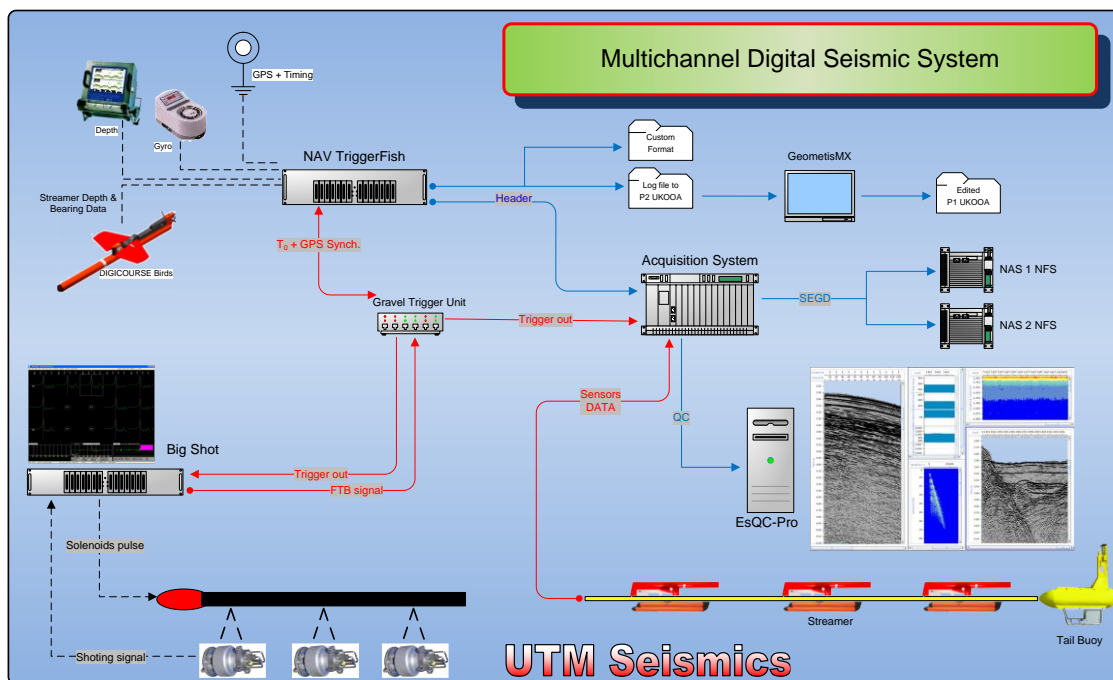 Multichannel Digital Seismic System
GPS + Timing
Depth
Gyro
NAV TriggerFish
Custom
Format
GeometisMX
Streamer Depth &
Bearing Data
Header
Log file to
P2 UKOOA
Edited
P1 UKOOA
T₀ + GPS Synch.
DIGICOURSE Birds
Acquisition System
NAS 1 NFS
SEGD
Gravel Trigger Unit
Trigger out
NAS 2 NFS
Sensors
DATA
QC
Big Shot
Trigger out
FTB signal
EsQC-Pro
Solenoids pulse
Streamer
Tail Buoy
Shoting signal
UTM Seismics